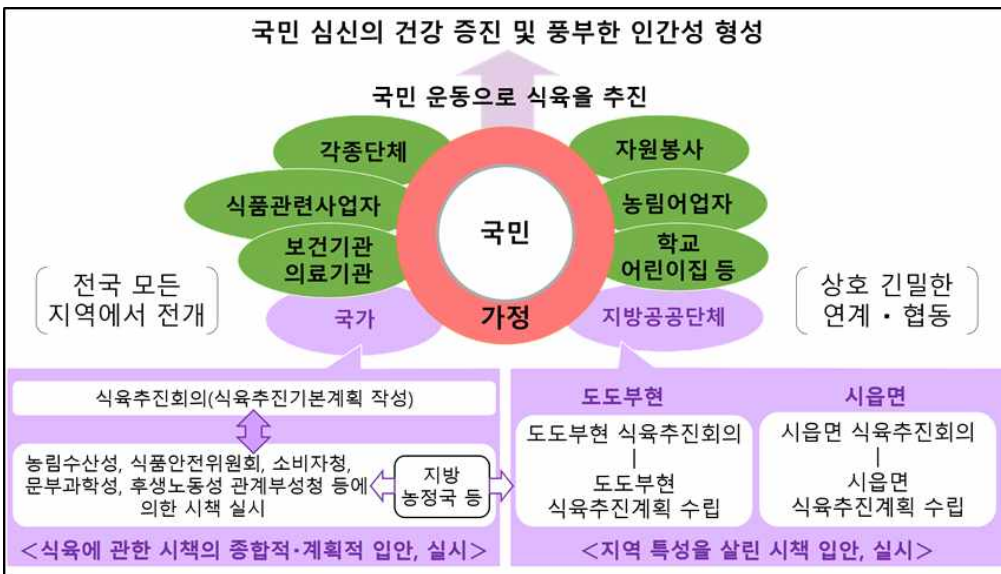 국민 심신의 건강 증진 및 풍부한 인간성 형성
국민 운동으로 식육을 추진
각종단체
자원봉사
식품관련사업자
농림어업자
국민
보건기관
의료기관
학교
어린이집 등
전국 모든
지역에서 전개
상호 긴밀한
연계・협동
국가
가정
지방공공단체
식육추진회의(식육추진기본계획 작성)
농림수산성, 식품안전위원회, 소비자청,
문부과학성, 후생노동성 관계부성청 등에
의한 시책 실시
지방
농정국 등
<식육에 관한 시책의 종합적·계획적 입안, 실시>
도도부현
도도부현 식육추진회의
도도부현
식육추진계획 수립
시읍면
시읍면 식육추진회의
시읍면
식육추진계획 수립
<지역 특성을 살린 시책 입안, 실시>